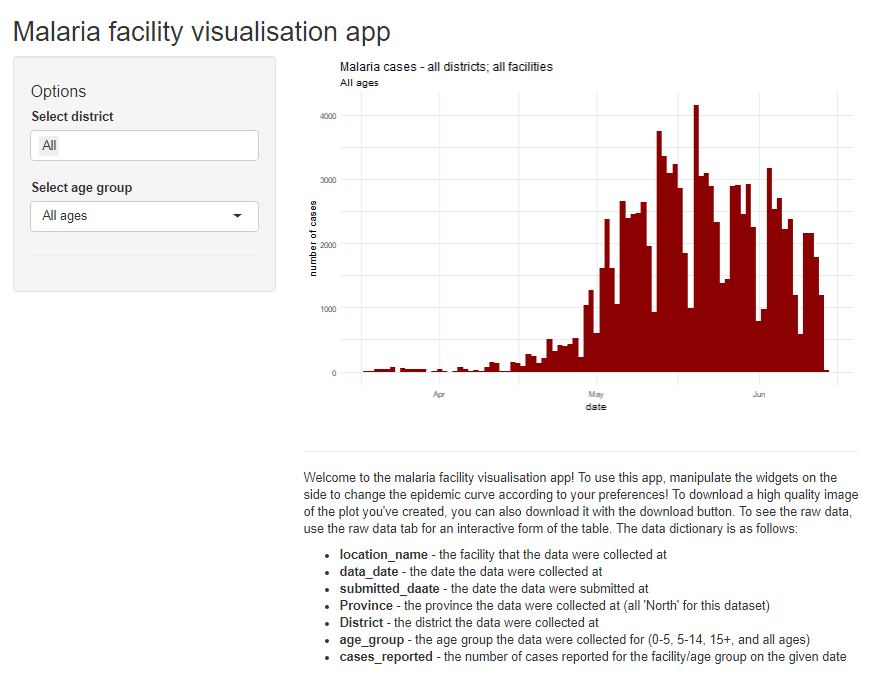 Malaria facility visualisation app
Options
Select district
All
Select age group
All ages
Malaria cases - all districts; all facilities
All ages
number of cases
4000
3000
2000
1000
0
Apr
May
Jun
date
Welcome to the malaria facility visualisation app! To use this app, manipulate the widgets on the
side to change the epidemic curve according to your preferences! To download a high quality image
of the plot you've created, you can also download it with the download button. To see the raw data,
use the raw data tab for an interactive form of the table. The data dictionary is as follows:
• location_name - the facility that the data were collected at
• data_date - the date the data were collected at
• submitted_daate - the date the data were submitted at
• Province - the province the data were collected at (all 'North' for this dataset)
• District - the district the data were collected at
• age_group - the age group the data were collected for (0-5, 5-14, 15+, and all ages)
• cases_reported - the number of cases reported for the facility/age group on the given date